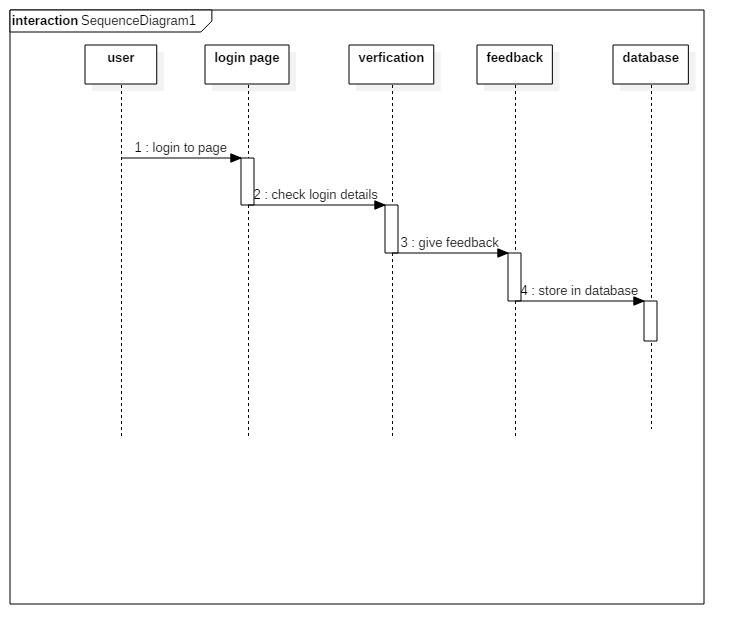 interaction SequenceDiagram1
user
login page
verfication
feedback
database
1 : login to page
2 : check login details
3 : give feedback
4 : store in database